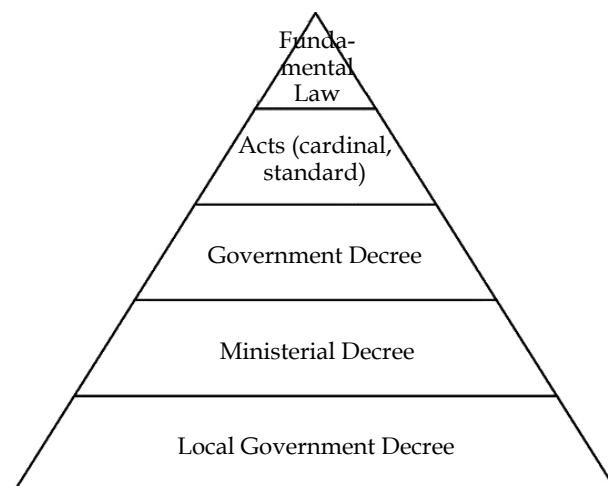 Funda-
mental
Law
Acts (cardinal,
standard)
Government Decree
Ministerial Decree
Local Government Decree